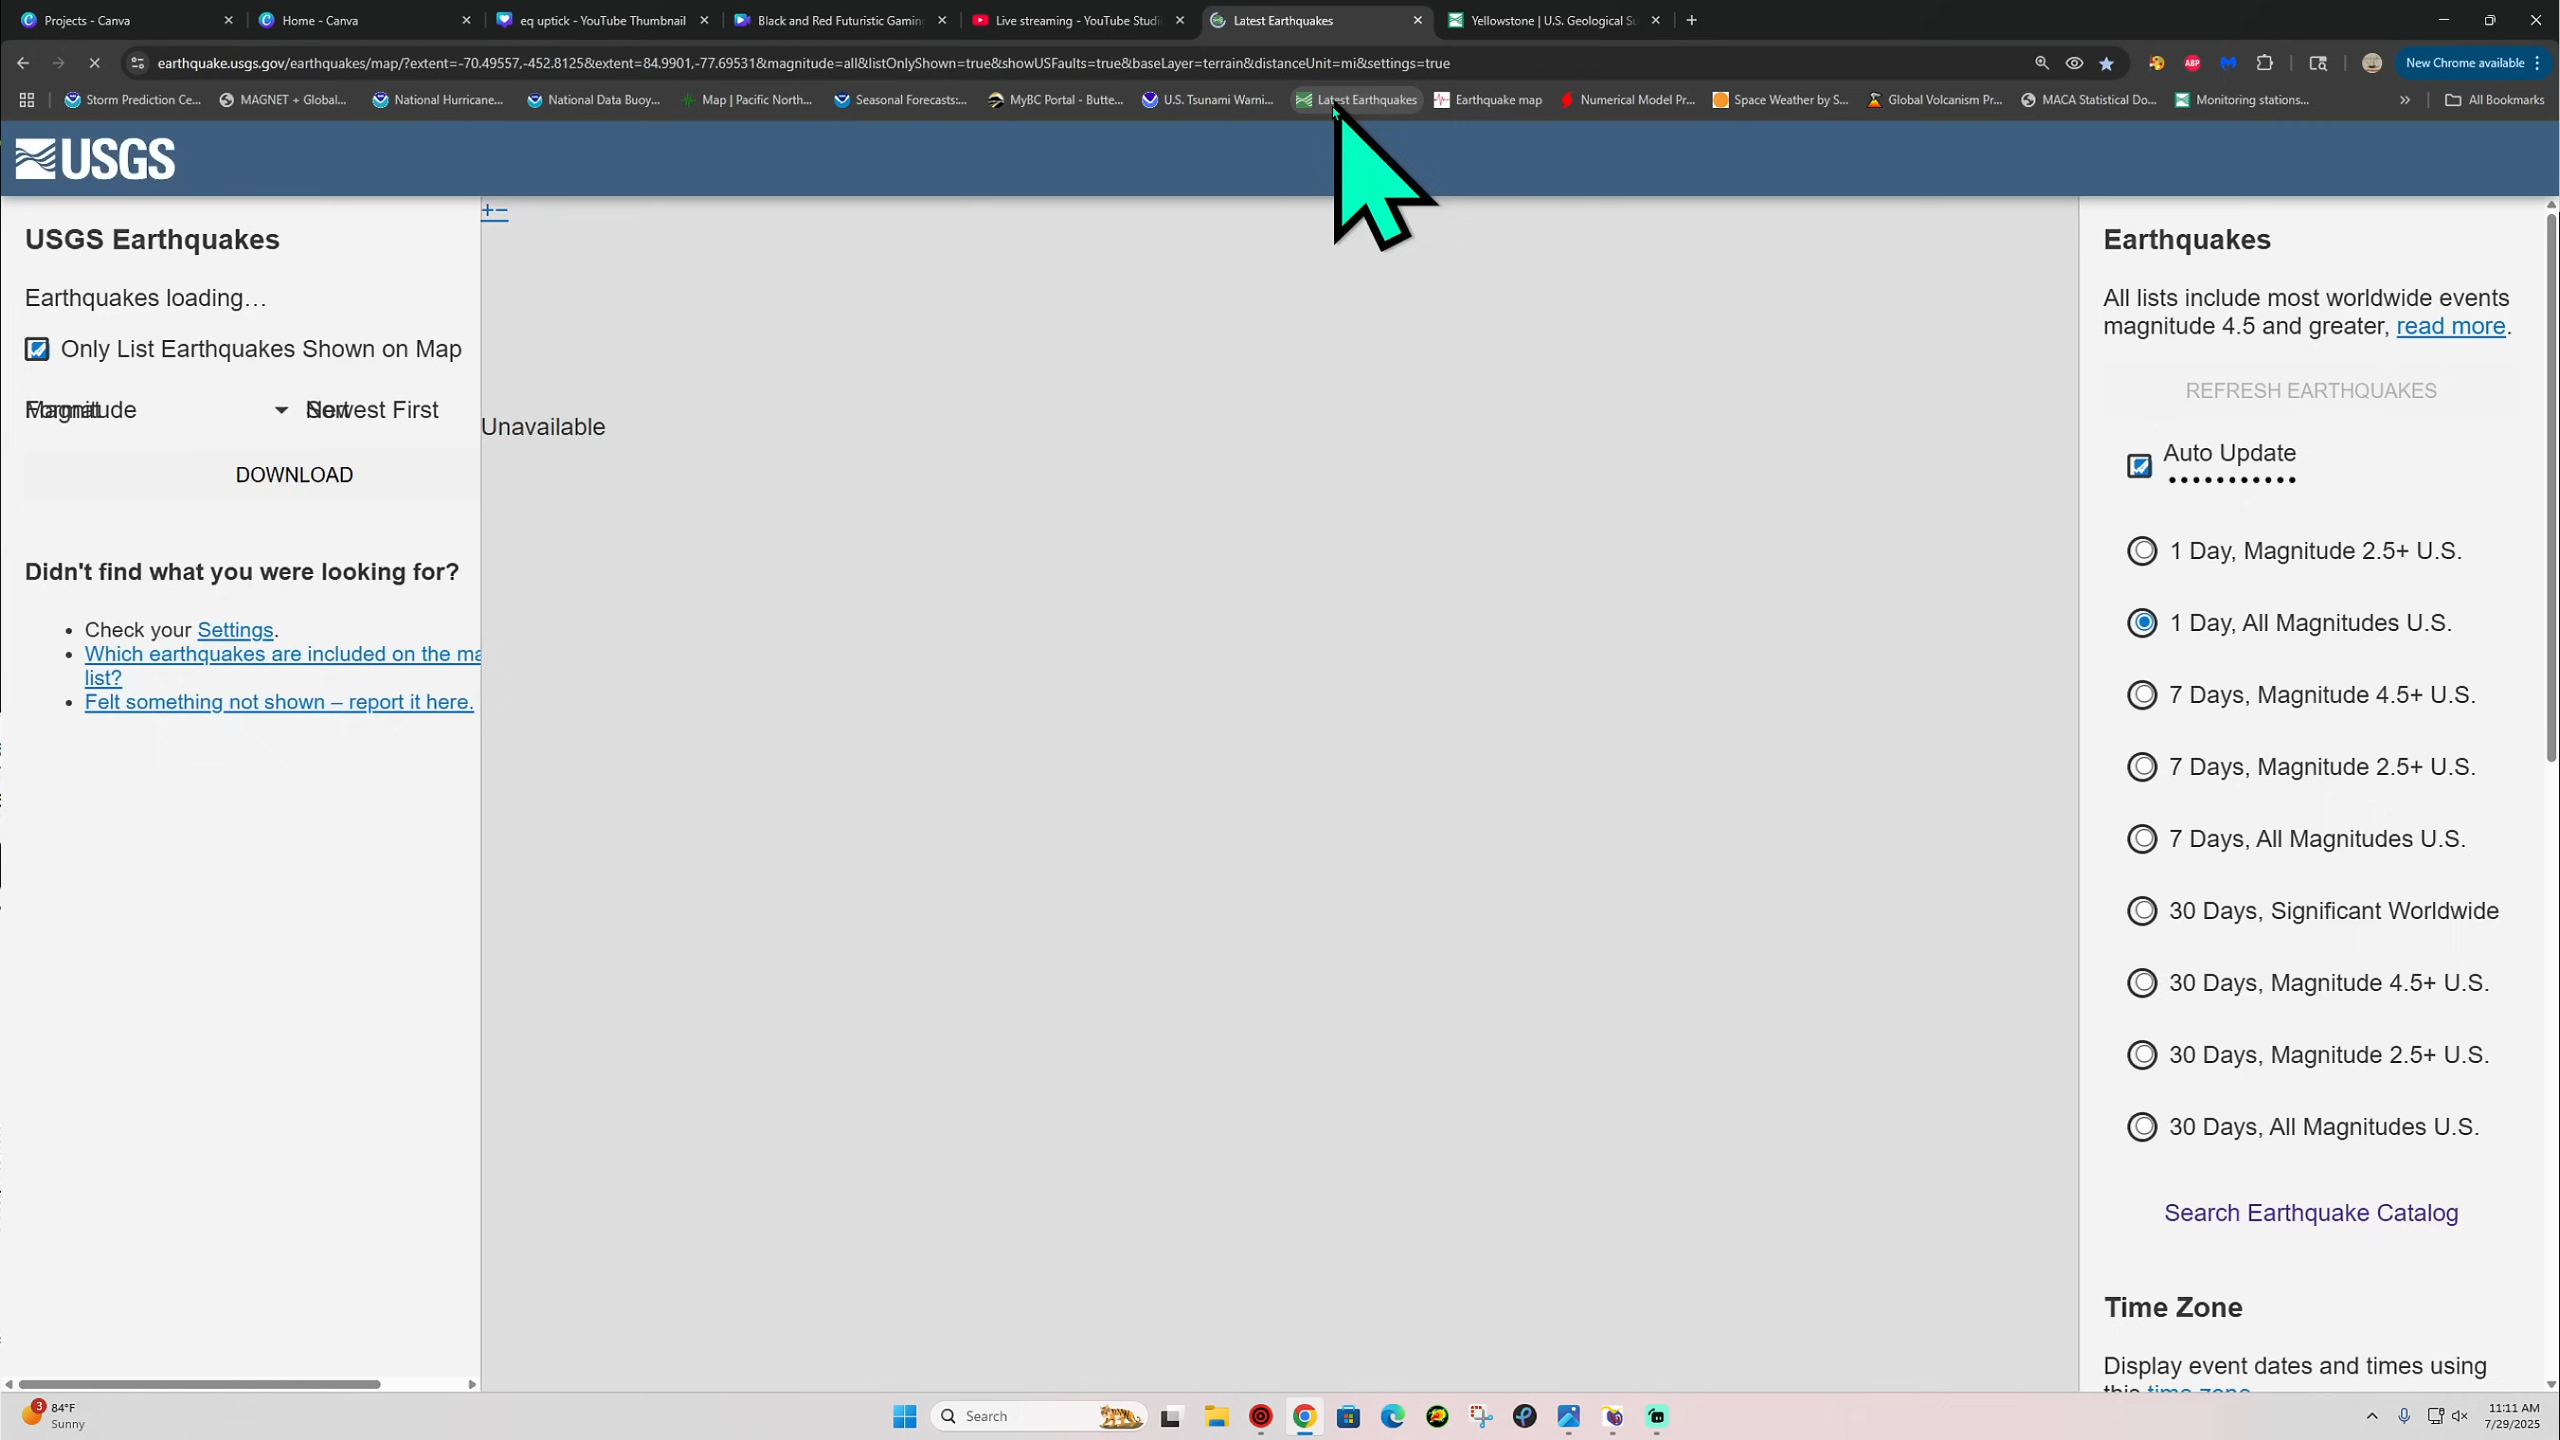 Projects - Canva
Home - Canva
eq uptick - YouTube Thumbnail
Black and Red Futuristic Gamin
Live streaming - YouTube Studi
Latest Earthquakes
Yellowstone | U.S. Geological Su
earthquake.usgs.gov/earthquakes/map/?extent=-70.49557,-452.8125&extent=84.9901,-77.69531&magnitude=all&listOnlyShown=true&showUSFaults=true&baseLayer=terrain&distanceUnit=mi&settings=true
ABP
New Chrome available
Storm Prediction Ce...
MAGNET + Global...
National Hurricane...
National Data Buoy...
Map | Pacific North...
Seasonal Forecasts:...
MyBC Portal - Butte...
U.S. Tsunami Warni...
Latest Earthquakes
Earthquake map
Numerical Model Pr...
Space Weather by S...
Global Volcanism Pr...
MACA Statistical Do...
Monitoring stations...
»
All Bookmarks
USGS
USGS Earthquakes
Earthquakes loading…
Only List Earthquakes Shown on Map
Format
Magnitude
Sort
Newest First
DOWNLOAD
Didn't find what you were looking for?
• Check your Settings.
• Which earthquakes are included on the ma
list?
• Felt something not shown – report it here.
+−
Unavailable
Earthquakes
All lists include most worldwide events
magnitude 4.5 and greater, read more.
REFRESH EARTHQUAKES
Auto Update
1 Day, Magnitude 2.5+ U.S.
1 Day, All Magnitudes U.S.
7 Days, Magnitude 4.5+ U.S.
7 Days, Magnitude 2.5+ U.S.
7 Days, All Magnitudes U.S.
30 Days, Significant Worldwide
30 Days, Magnitude 4.5+ U.S.
30 Days, Magnitude 2.5+ U.S.
30 Days, All Magnitudes U.S.
Search Earthquake Catalog
Time Zone
Display event dates and times using
this time zone
3
84°F
Sunny
Search
11:11 AM
7/29/2025